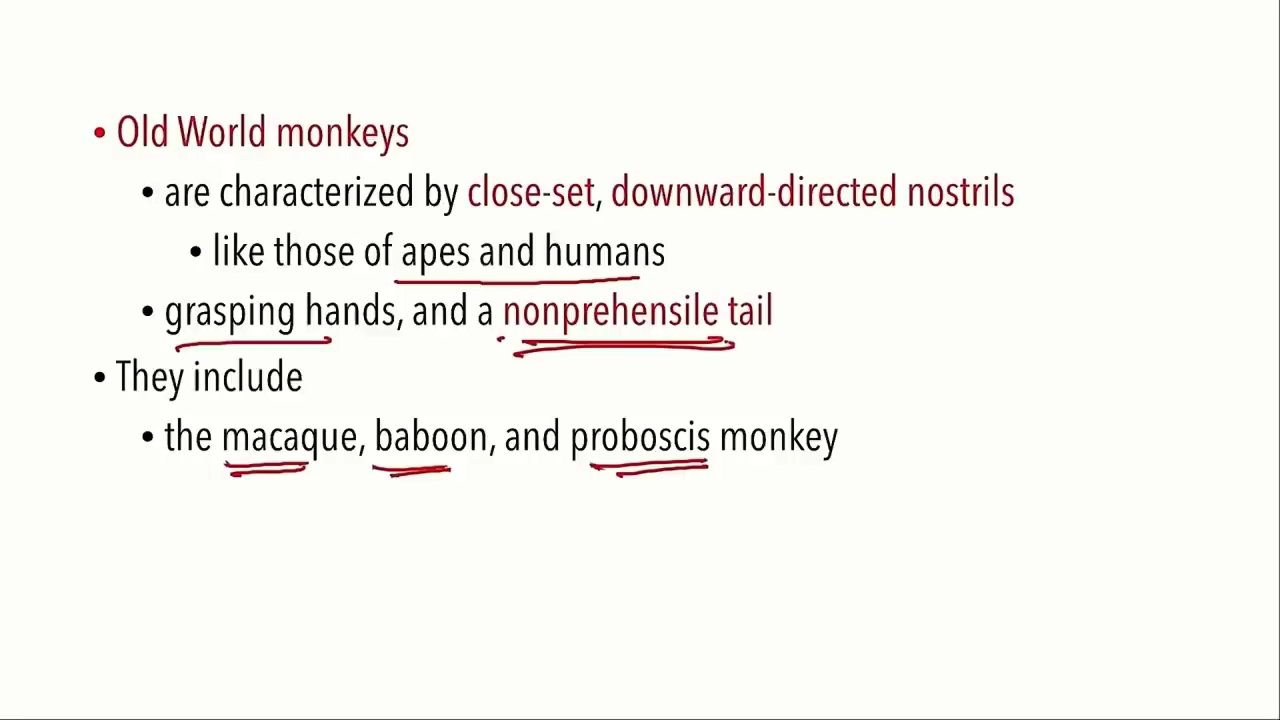 • Old World monkeys
• are characterized by close-set, downward-directed nostrils
• like those of apes and humans
• grasping hands, and a nonprehensile tail
• They include
• the macaque, baboon, and proboscis monkey